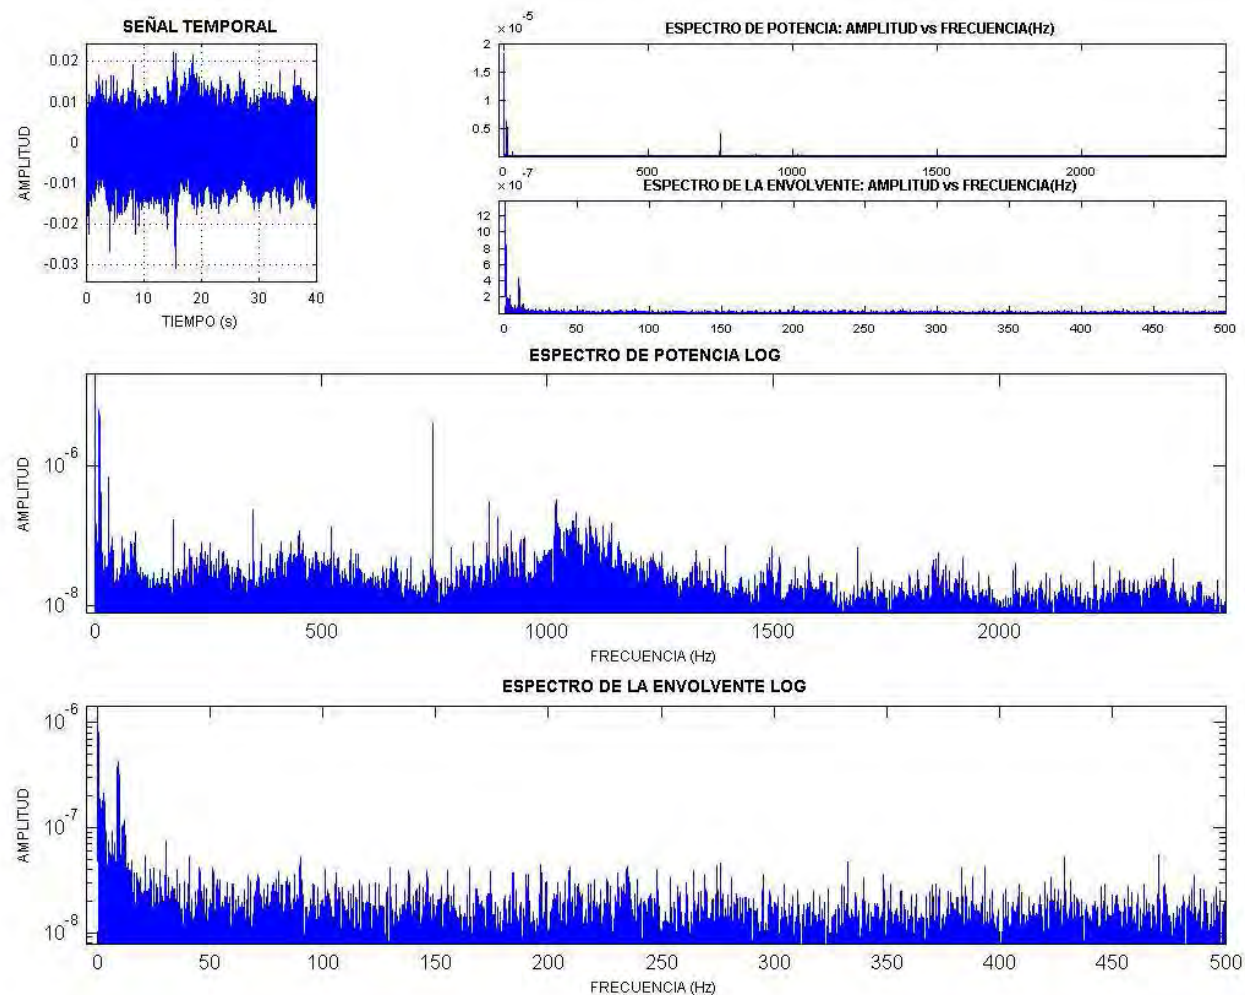 SEÑAL TEMPORAL
0.02
0.01
0
-0.01
-0.02
-0.03
AMPLITUD
0 10 20 30 40
TIEMPO (s)
× 10 -5
ESPECTRO DE POTENCIA: AMPLITUD vs FRECUENCIA(Hz)
2
1.5
1
0.5
0 500 1000 1500 2000
× 10 -7
ESPECTRO DE LA ENVOLVENTE: AMPLITUD vs FRECUENCIA(Hz)
12
10
8
6
4
2
0 50 100 150 200 250 300 350 400 450 500
ESPECTRO DE POTENCIA LOG
10-6
10-8
AMPLITUD
0 500 1000 1500 2000
FRECUENCIA (Hz)
ESPECTRO DE LA ENVOLVENTE LOG
10-6
10-7
10-8
AMPLITUD
0 50 100 150 200 250 300 350 400 450 500
FRECUENCIA (Hz)